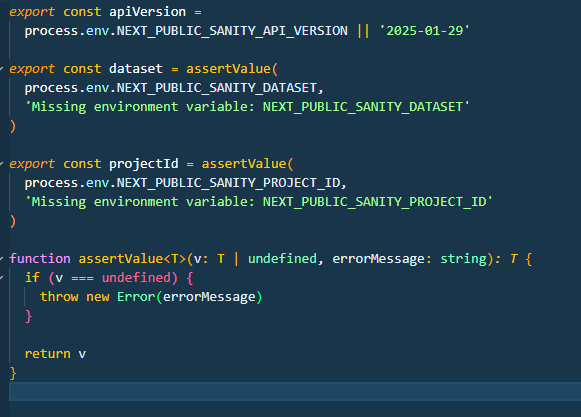 export const apiVersion =
process.env.NEXT_PUBLIC_SANITY_API_VERSION || '2025-01-29'
export const dataset = assertValue(
process.env.NEXT_PUBLIC_SANITY_DATASET,
'Missing environment variable: NEXT_PUBLIC_SANITY_DATASET'
)
export const projectId = assertValue(
process.env.NEXT_PUBLIC_SANITY_PROJECT_ID,
'Missing environment variable: NEXT_PUBLIC_SANITY_PROJECT_ID'
)
function assertValue<T>(v: T | undefined, errorMessage: string): T {
if (v === undefined) {
throw new Error(errorMessage)
}
return v
}